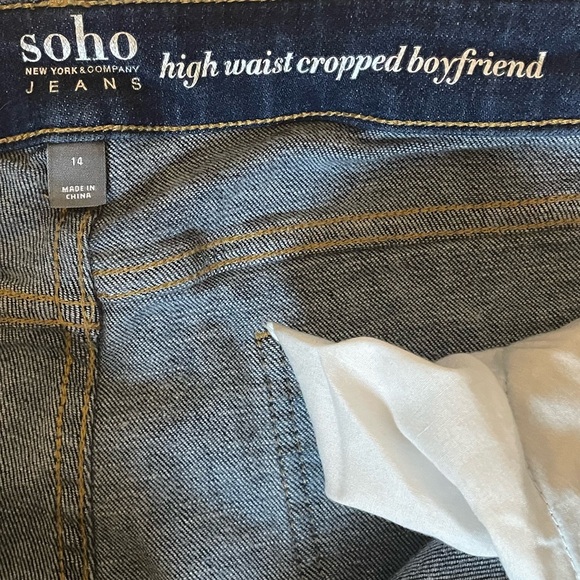 soho
NEW YORK & COMPANY
JEANS
high waist cropped boyfriend
14
MADE IN
CHINA